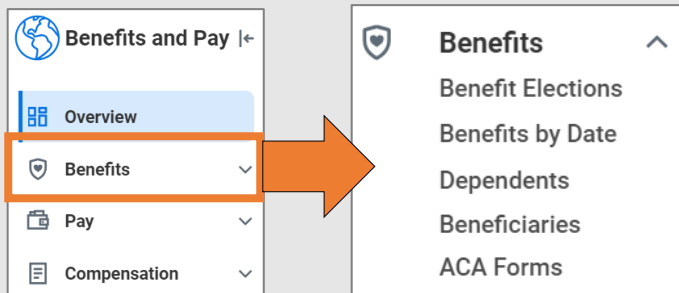 Benefits and Pay
Overview
Benefits
Pay
Compensation
Benefits
Benefit Elections
Benefits by Date
Dependents
Beneficiaries
ACA Forms